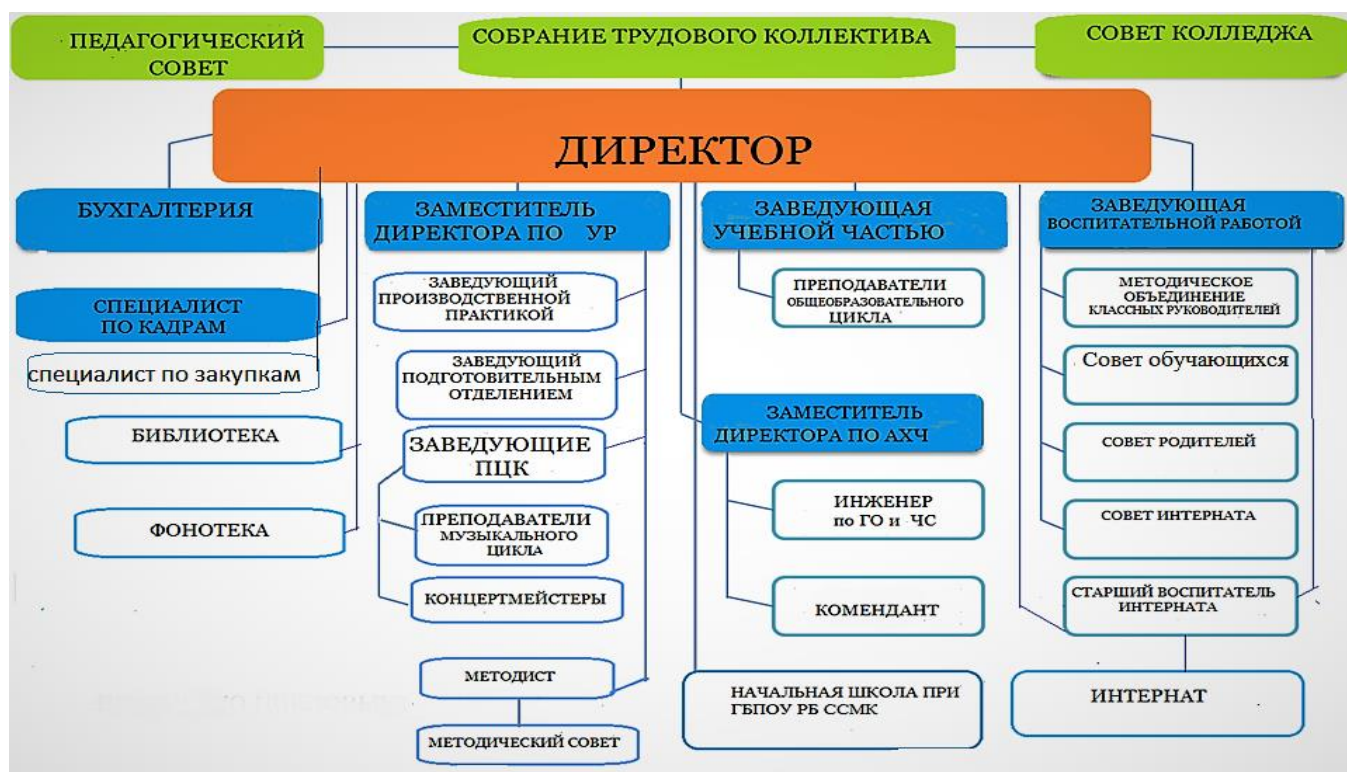 ПЕДАГОГИЧЕСКИЙ
СОВЕТ
СОБРАНИЕ ТРУДОВОГО КОЛЛЕКТИВА
СОВЕТ КОЛЛЕДЖА
ДИРЕКТОР
БУХГАЛТЕРИЯ
СПЕЦИАЛИСТ
ПО КАДРАМ
специалист по закупкам
БИБЛИОТЕКА
ФОНОТЕКА
ЗАМЕСТИТЕЛЬ
ДИРЕКТОРА ПО УР
ЗАВЕДУЮЩИЙ
ПРОИЗВОДСТВЕННОЙ
ПРАКТИКОЙ
ЗАВЕДУЮЩИЙ
ПОДГОТОВИТЕЛЬНЫМ
ОТДЕЛЕНИЕМ
ЗАВЕДУЮЩИЕ
ПЦК
ПРЕПОДАВАТЕЛИ
МУЗЫКАЛЬНОГО
ЦИКЛА
КОНЦЕРТМЕЙСТЕРЫ
МЕТОДИСТ
МЕТОДИЧЕСКИЙ СОВЕТ
ЗАВЕДУЮЩАЯ
УЧЕБНОЙ ЧАСТЬЮ
ПРЕПОДАВАТЕЛИ
ОБЩЕОБРАЗОВАТЕЛЬНОГО
ЦИКЛА
ЗАМЕСТИТЕЛЬ
ДИРЕКТОРА ПО АХЧ
ИНЖЕНЕР
по ГО и ЧС
КОМЕНДАНТ
НАЧАЛЬНАЯ ШКОЛА ПРИ
ГБПОУ РБ ССМК
ЗАВЕДУЮЩАЯ
ВОСПИТАТЕЛЬНОЙ РАБОТОЙ
МЕТОДИЧЕСКОЕ
ОБЪЕДИНЕНИЕ
КЛАССНЫХ РУКОВОДИТЕЛЕЙ
Совет обучающихся
СОВЕТ РОДИТЕЛЕЙ
СОВЕТ ИНТЕРНАТА
СТАРШИЙ ВОСПИТАТЕЛЬ
ИНТЕРНАТА
ИНТЕРНАТ